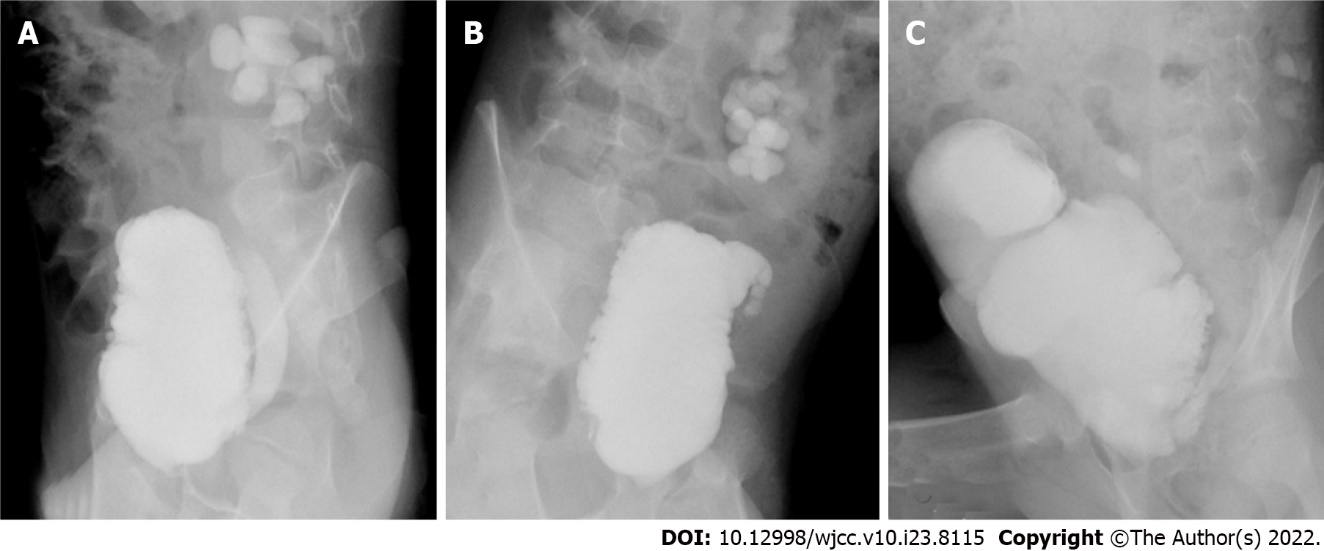 A
B
C
DOI: 10.12998/wjcc.v10.i23.8115 Copyright ©The Author(s) 2022.